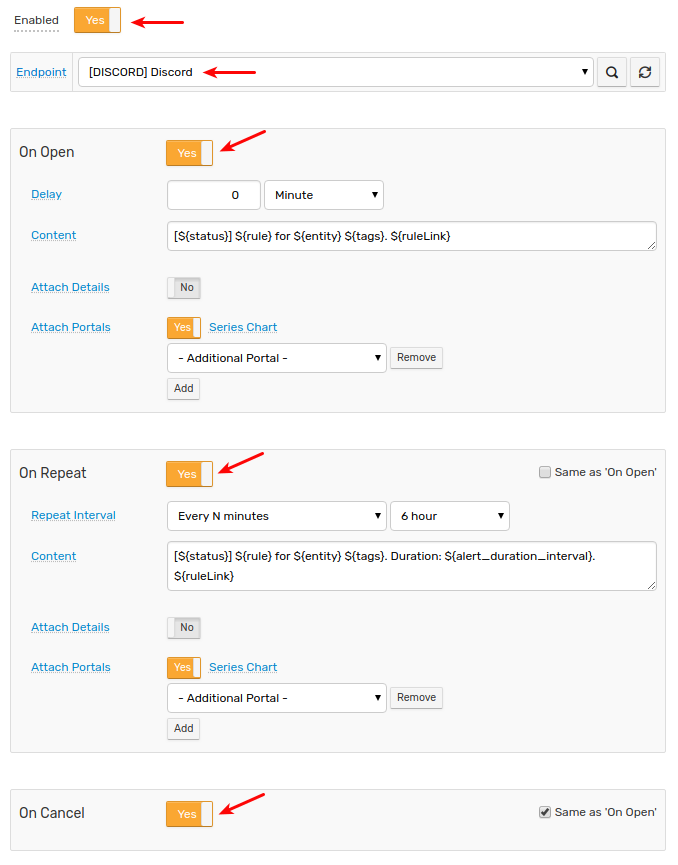 Enabled Yes
Endpoint [DISCORD] Discord
On Open Yes
Delay 0 Minute
Content [${status}] ${rule} for ${entity} ${tags}. ${ruleLink}
Attach Details No
Attach Portals Yes Series Chart
- Additional Portal - Remove
Add
On Repeat Yes Same as 'On Open'
Repeat Interval Every N minutes 6 hour
Content [${status}] ${rule} for ${entity} ${tags}. Duration: ${alert_duration_interval}.
${ruleLink}
Attach Details No
Attach Portals Yes Series Chart
- Additional Portal - Remove
Add
On Cancel Yes Same as 'On Open'